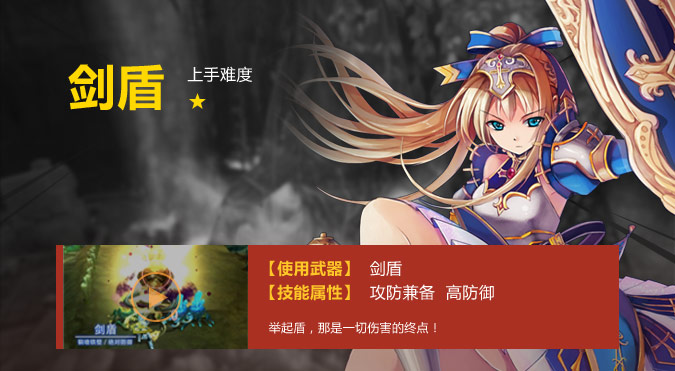 剑盾
上手难度
【使用武器】 剑盾
【技能属性】 攻防兼备 高防御
举起盾，那是一切伤害的终点！
剑盾